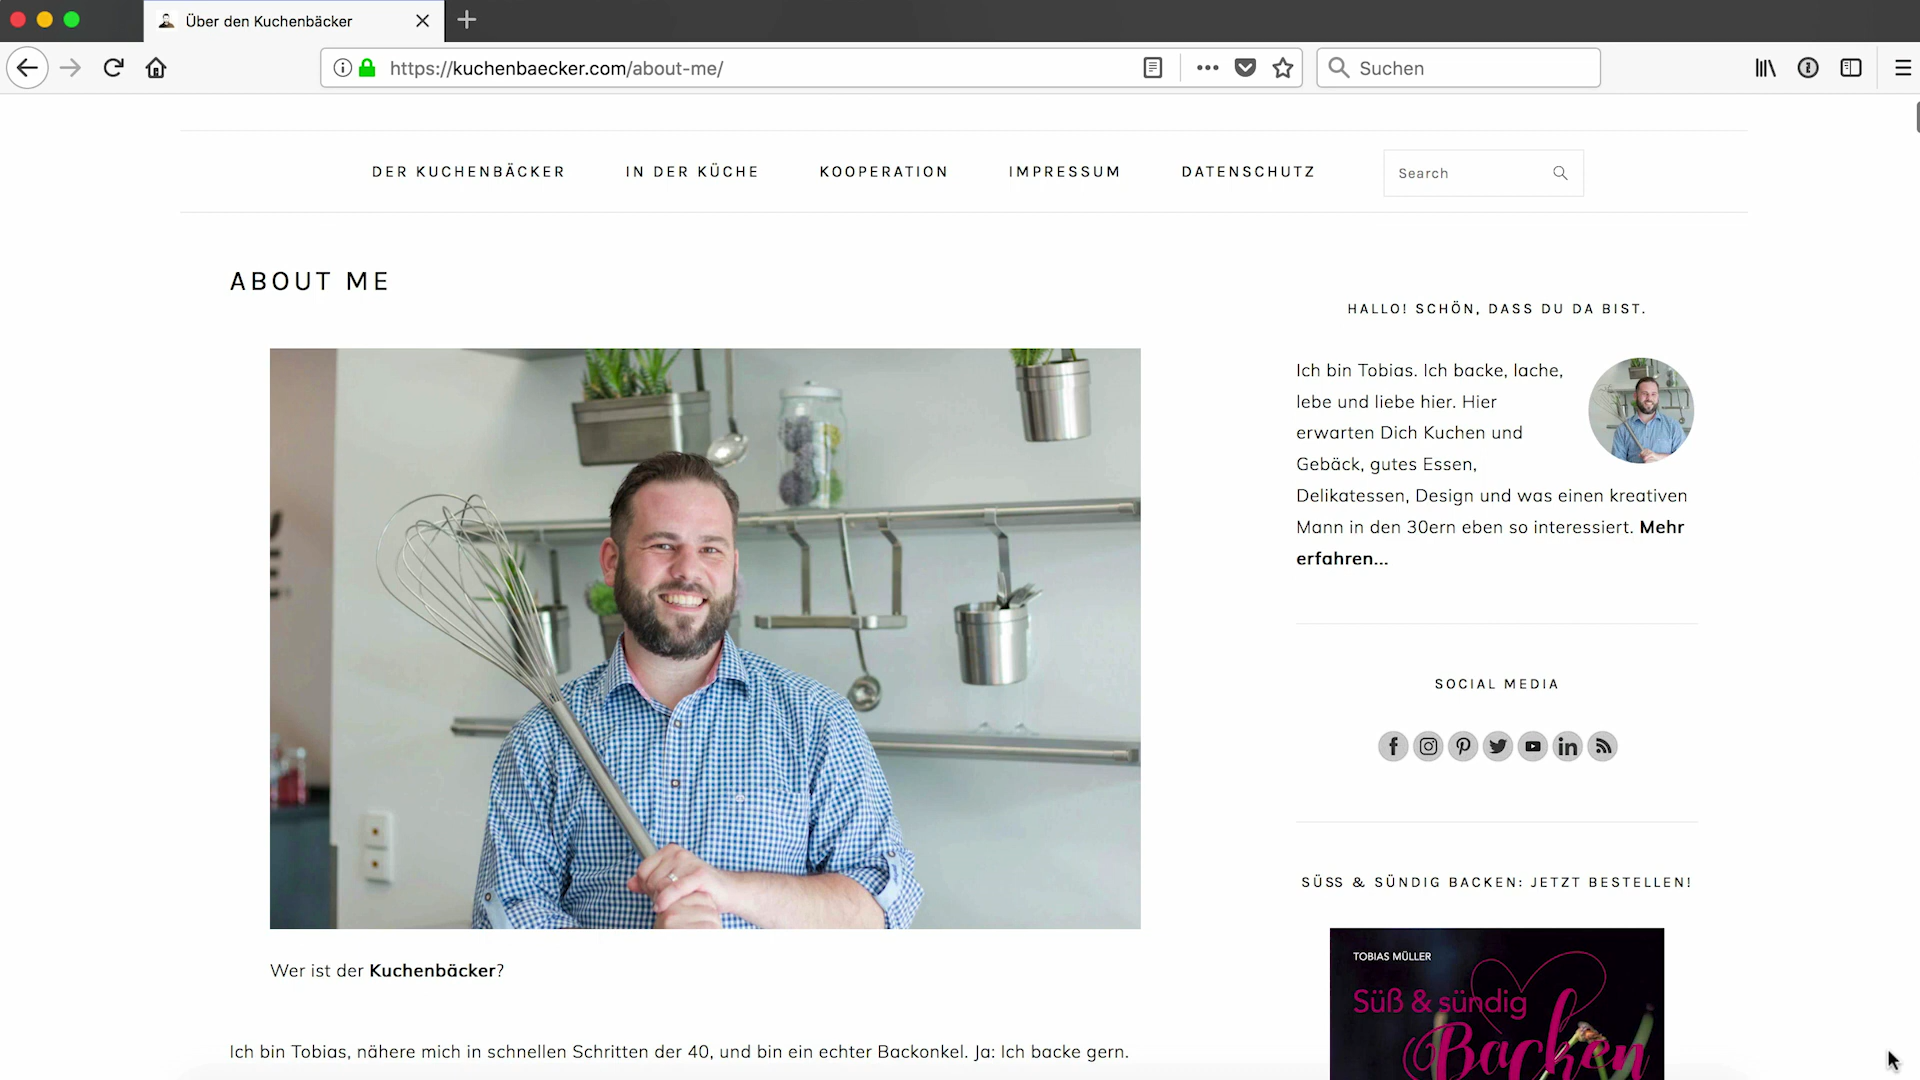 Über den Kuchenbäcker
https://kuchenbaecker.com/about-me/
Suchen
DER KUCHENBÄCKER
IN DER KÜCHE
KOOPERATION
IMPRESSUM
DATENSCHUTZ
Search
ABOUT ME
Wer ist der Kuchenbäcker?
Ich bin Tobias, nähere mich in schnellen Schritten der 40, und bin ein echter Backonkel. Ja: Ich backe gern.
HALLO! SCHÖN, DASS DU DA BIST.
Ich bin Tobias. Ich backe, lache,
lebe und liebe hier. Hier
erwarten Dich Kuchen und
Gebäck, gutes Essen,
Delikatessen, Design und was einen kreativen
Mann in den 30ern eben so interessiert. Mehr
erfahren...
SOCIAL MEDIA
SÜSS & SÜNDIG BACKEN: JETZT BESTELLEN!
TOBIAS MÜLLER
Süß & sündig
Backen